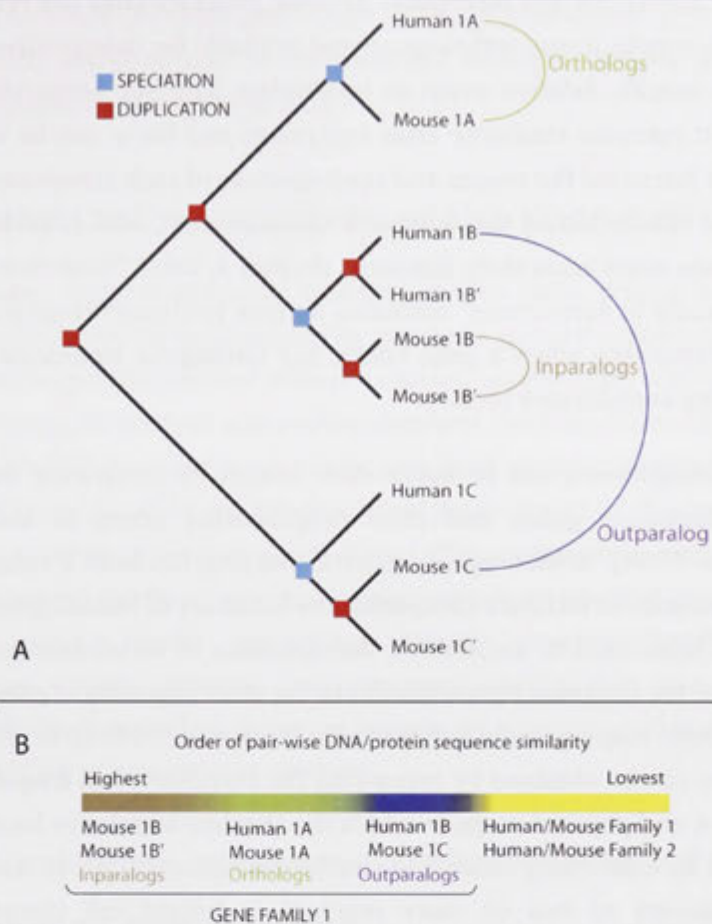 Human 1A
SPECIATION
DUPLICATION
Orthologs
Mouse 1A
Human 1B
Human 1B'
Mouse 1B
Inparalogs
Mouse 1B'
Human 1C
Outparalog
Mouse 1C
Mouse 1C'
A
B
Order of pair-wise DNA/protein sequence similarity
Highest Lowest
Mouse 1B Human 1A Human 1B Human/Mouse Family 1
Mouse 1B' Mouse 1A Mouse 1C Human/Mouse Family 2
Inparalogs Orthologs Outparalogs
GENE FAMILY 1